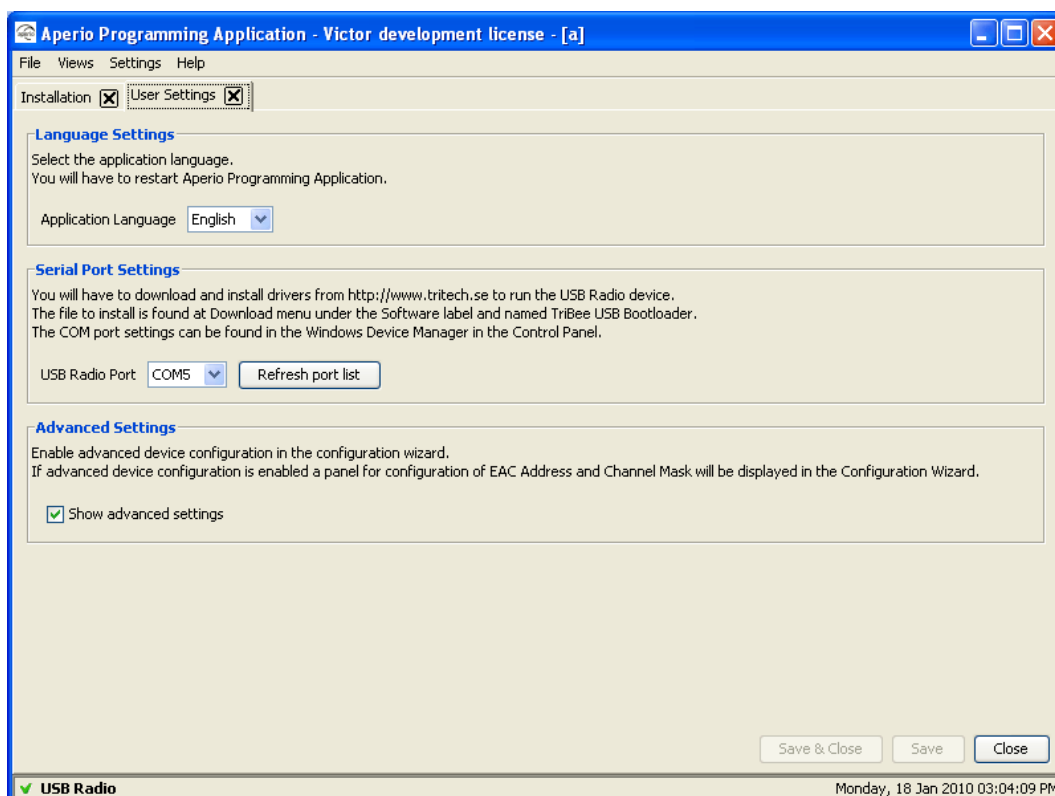 Aperio Programming Application - Victor development license - [a]
File Views Settings Help
Installation User Settings
Language Settings
Select the application language.
You will have to restart Aperio Programming Application.
Application Language English
Serial Port Settings
You will have to download and install drivers from http://www.tritech.se to run the USB Radio device.
The file to install is found at Download menu under the Software label and named TriBee USB Bootloader.
The COM port settings can be found in the Windows Device Manager in the Control Panel.
USB Radio Port COM5 Refresh port list
Advanced Settings
Enable advanced device configuration in the configuration wizard.
If advanced device configuration is enabled a panel for configuration of EAC Address and Channel Mask will be displayed in the Configuration Wizard.
Show advanced settings
Save & Close Save Close
USB Radio Monday, 18 Jan 2010 03:04:09 PM